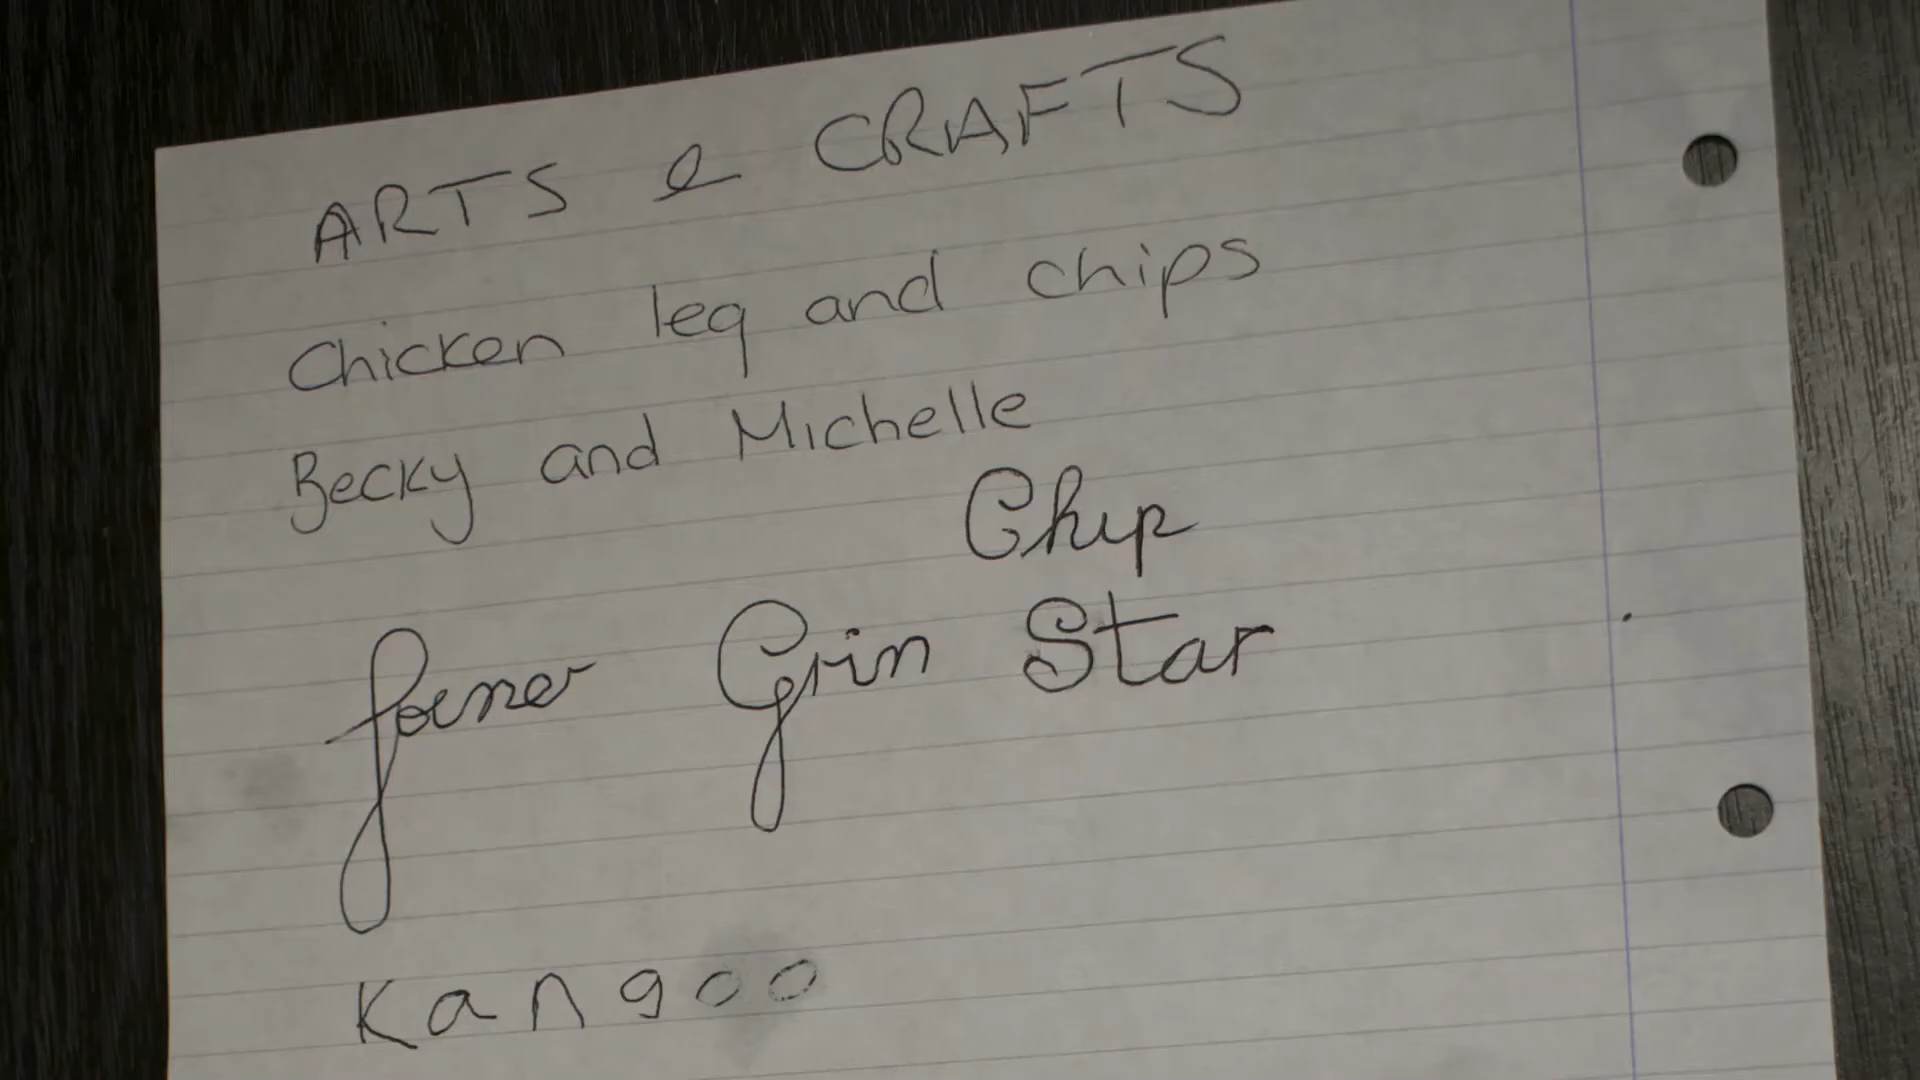 ARTS & CRAFTS
Chicken leg and chips
Becky and Michelle
Chip
Grin Star
Kangoo